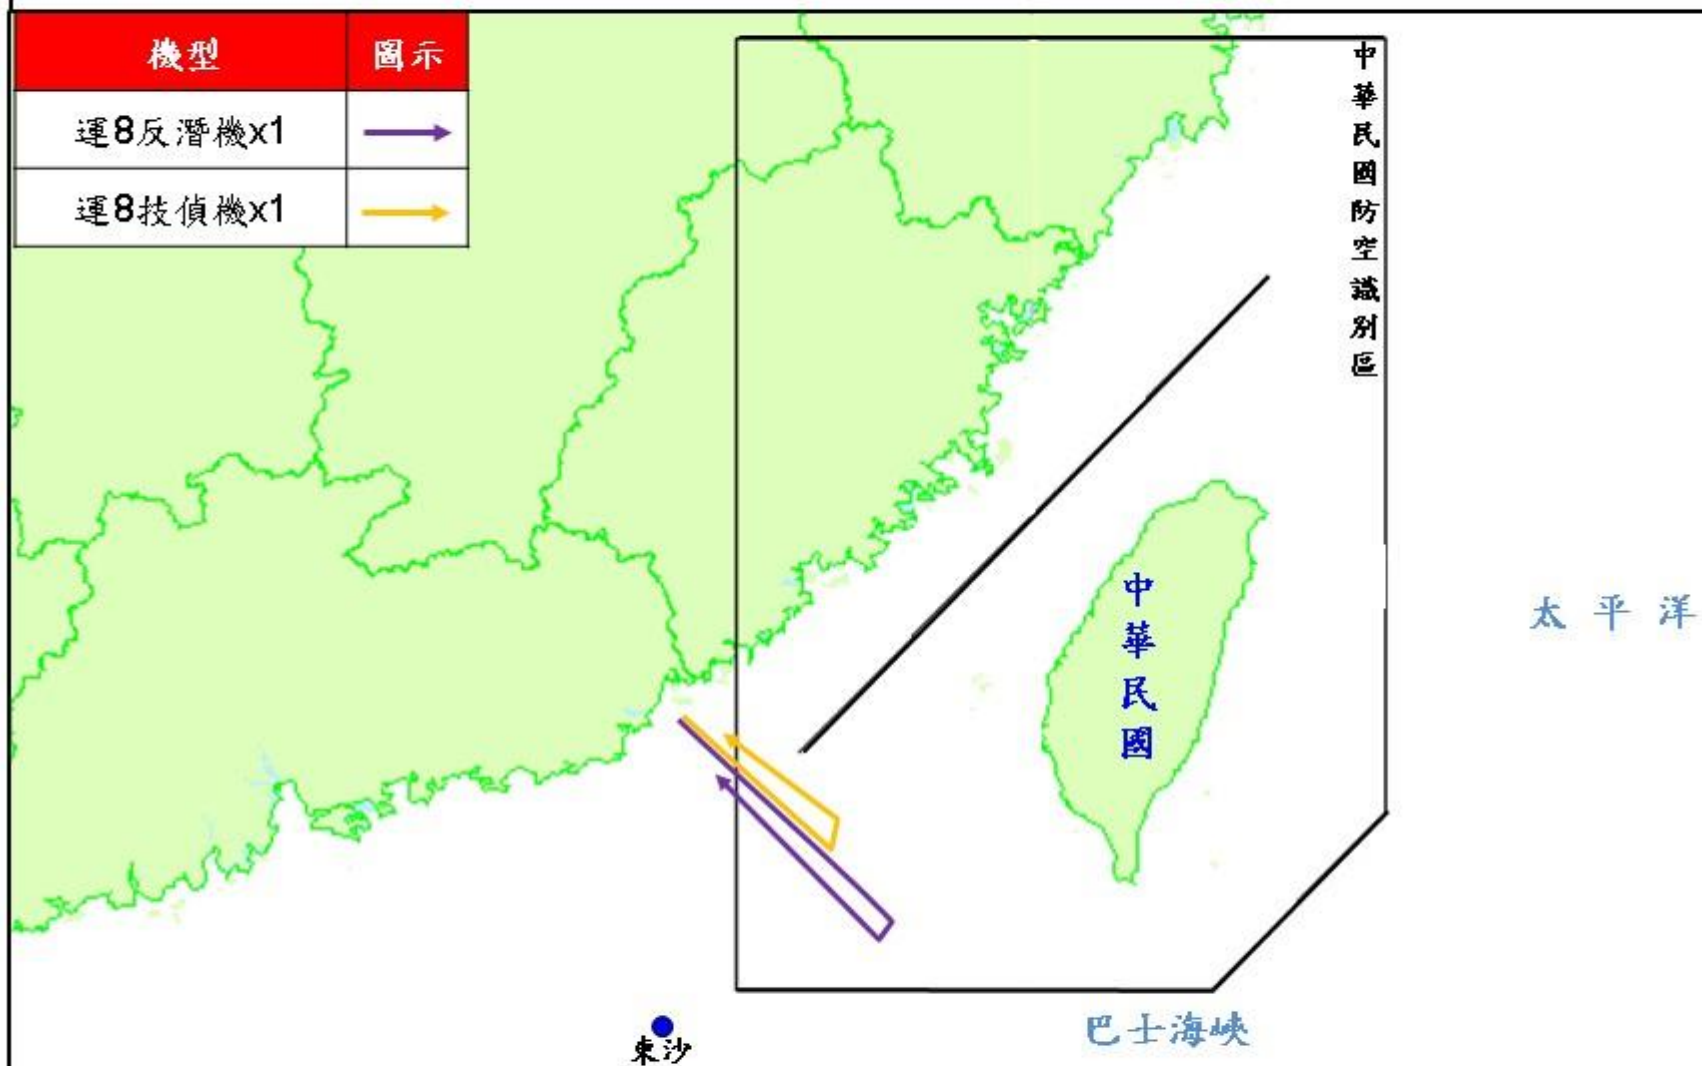 機型 圖示
運8反潛機x1
運8技偵機x1
中華民國防空識別區
中華民國
太平洋
巴士海峽
東沙